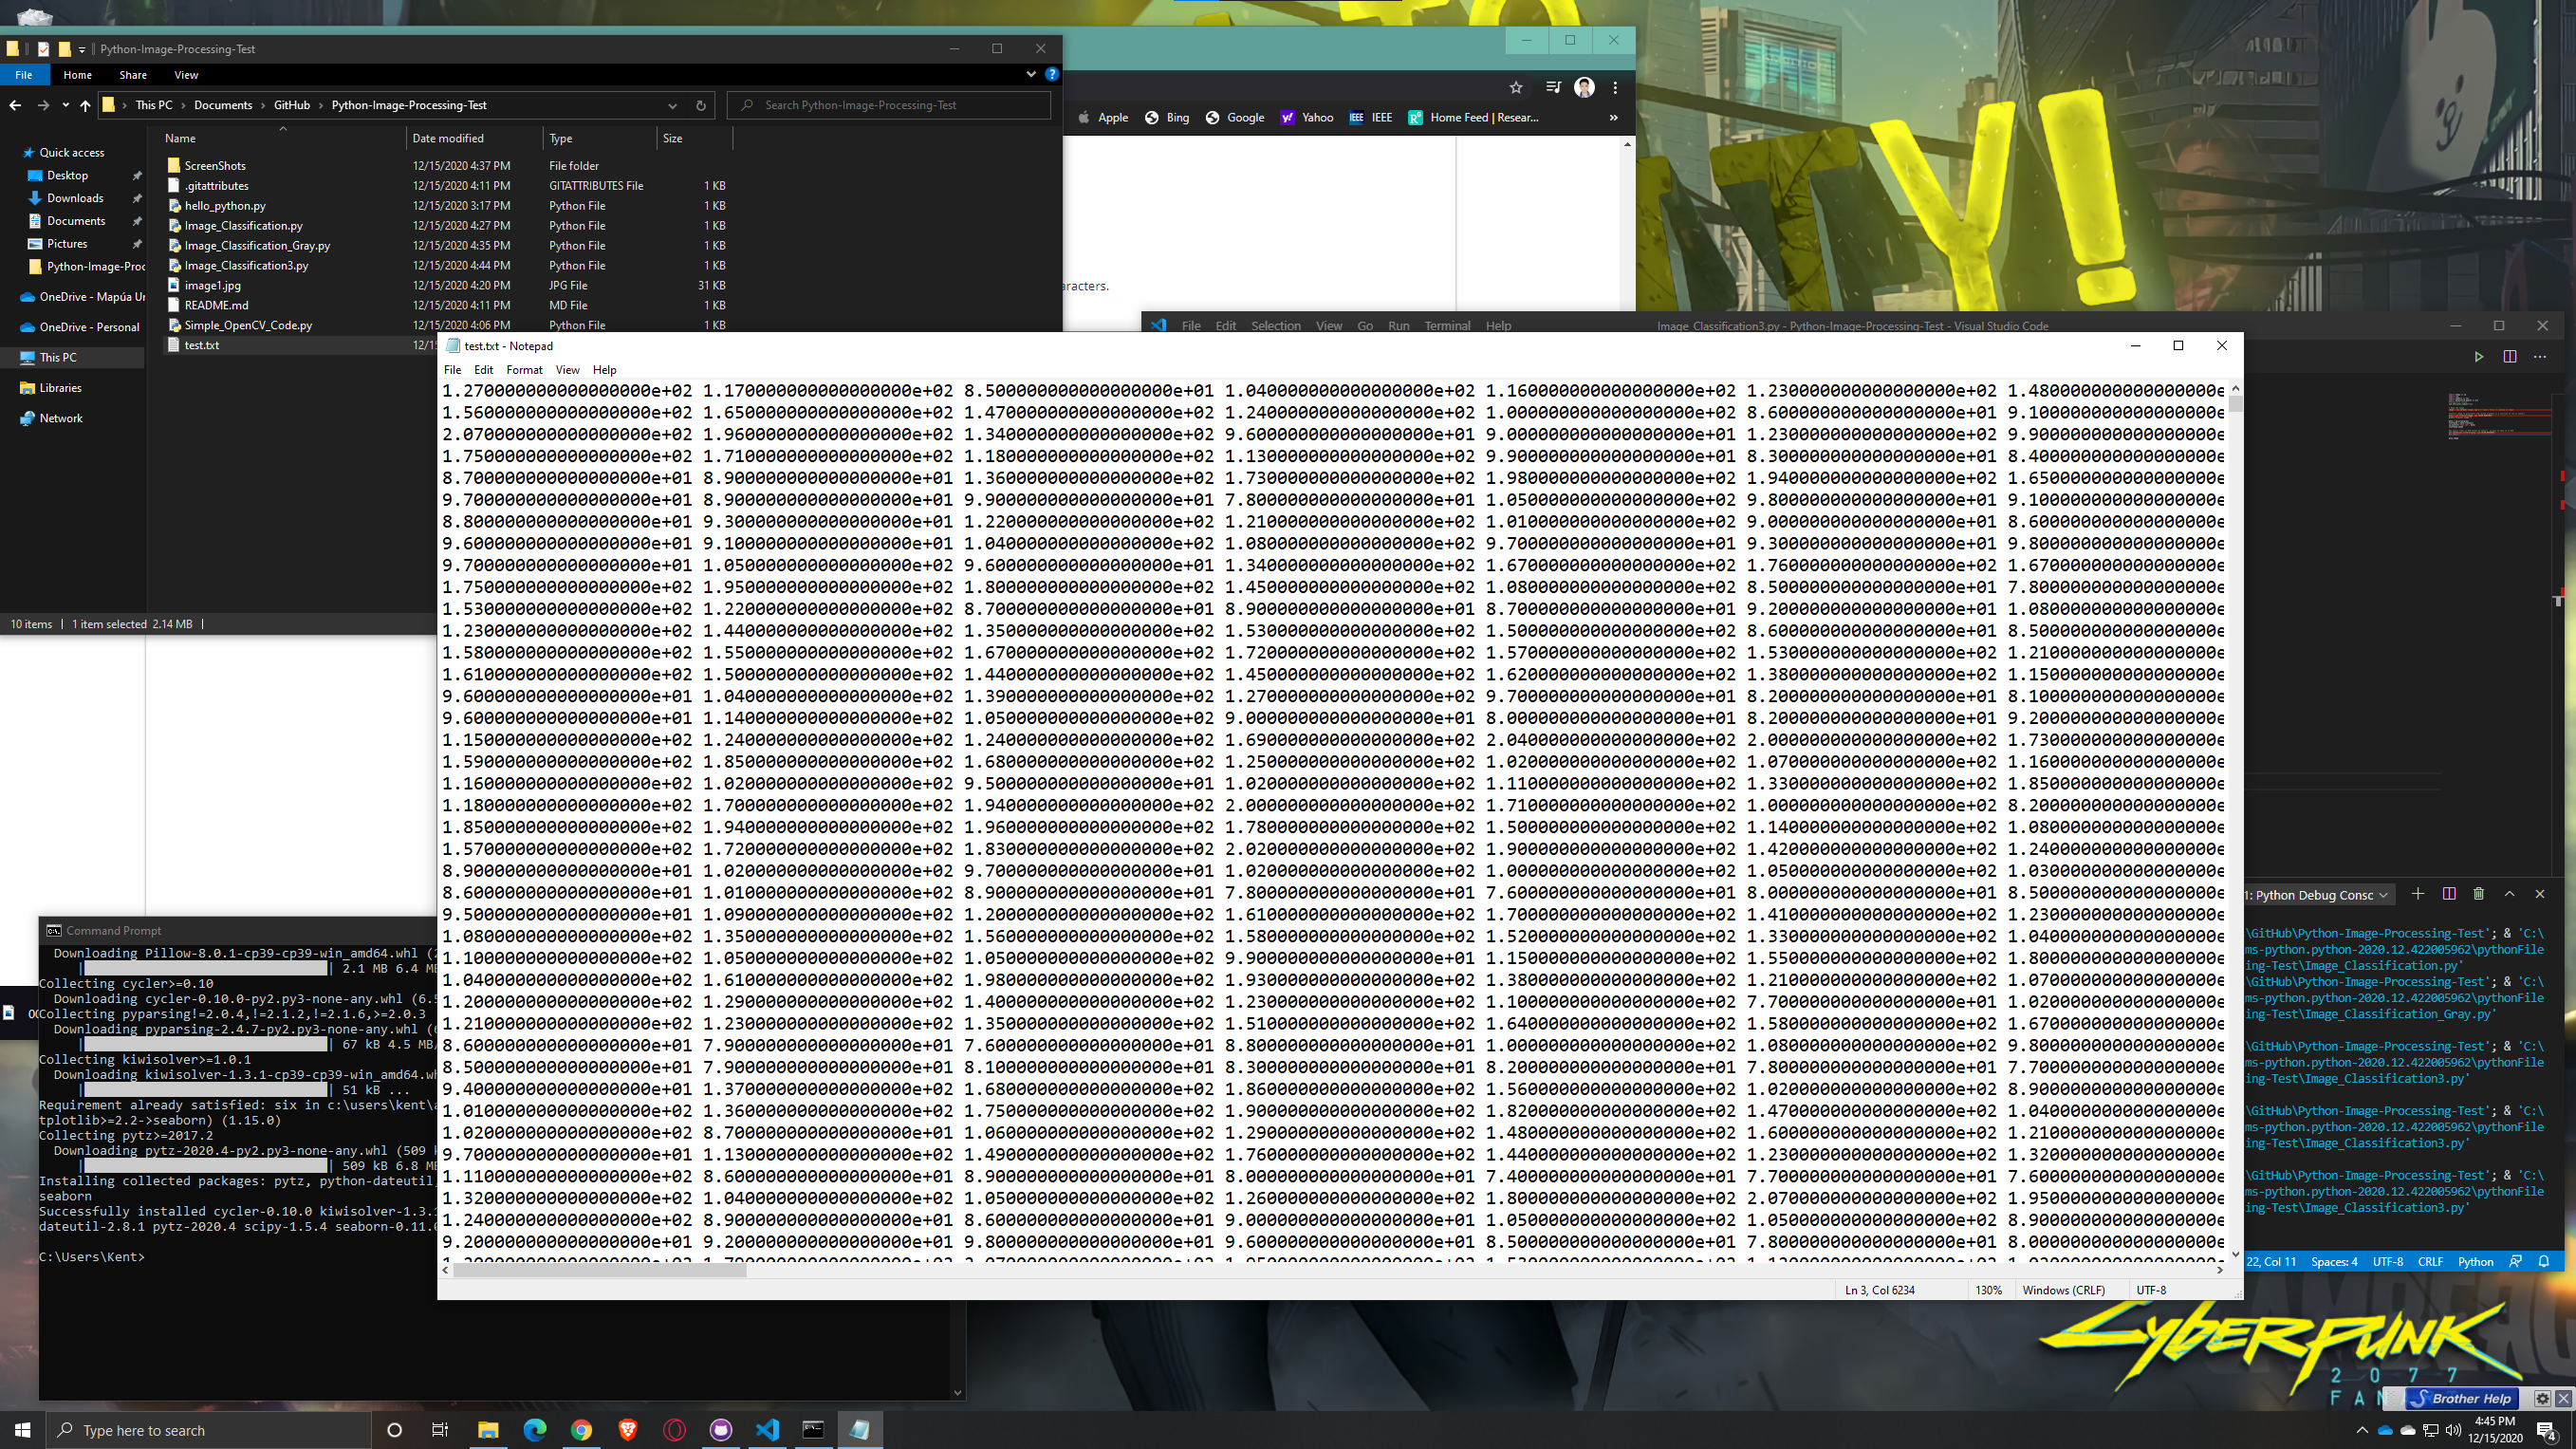 Python-Image-Processing-Test
File Home Share View
This PC Documents GitHub Python-Image-Processing-Test
Search Python-Image-Processing-Test
Name Date modified Type Size
Quick access
Desktop
Downloads
Documents
Pictures
Python-Image-Proc
OneDrive - Mapúa Ur
OneDrive - Personal
This PC
Libraries
Network
ScreenShots 12/15/2020 4:37 PM File folder
.gitattributes 12/15/2020 4:11 PM GITATTRIBUTES File 1 KB
hello_python.py 12/15/2020 3:17 PM Python File 1 KB
Image_Classification.py 12/15/2020 4:27 PM Python File 1 KB
Image_Classification_Gray.py 12/15/2020 4:35 PM Python File 1 KB
Image_Classification3.py 12/15/2020 4:44 PM Python File 1 KB
image1.jpg 12/15/2020 4:20 PM JPG File 31 KB
README.md 12/15/2020 4:11 PM MD File 1 KB
Simple_OpenCV_Code.py 12/15/2020 4:06 PM Python File 1 KB
test.txt 12/15
10 items 1 item selected 2.14 MB
Apple Bing Google Yahoo IEEE Home Feed | Resear...
aracters.
TY!
File Edit Selection View Go Run Terminal Help
Image_Classification3.py - Python-Image-Processing-Test - Visual Studio Code
test.txt - Notepad
File Edit Format View Help
1.270000000000000000e+02 1.170000000000000000e+02 8.500000000000000000e+01 1.040000000000000000e+02 1.160000000000000000e+02 1.230000000000000000e+02 1.480000000000000000e
1.560000000000000000e+02 1.650000000000000000e+02 1.470000000000000000e+02 1.240000000000000000e+02 1.000000000000000000e+02 8.600000000000000000e+01 9.100000000000000000e
2.070000000000000000e+02 1.960000000000000000e+02 1.340000000000000000e+02 9.600000000000000000e+01 9.000000000000000000e+01 1.230000000000000000e+02 9.900000000000000000e
1.750000000000000000e+02 1.710000000000000000e+02 1.180000000000000000e+02 1.130000000000000000e+02 9.900000000000000000e+01 8.300000000000000000e+01 8.400000000000000000e
8.700000000000000000e+01 8.900000000000000000e+01 1.360000000000000000e+02 1.730000000000000000e+02 1.980000000000000000e+02 1.940000000000000000e+02 1.650000000000000000e
9.700000000000000000e+01 8.900000000000000000e+01 9.900000000000000000e+01 7.800000000000000000e+01 1.050000000000000000e+02 9.800000000000000000e+01 9.100000000000000000e
8.800000000000000000e+01 9.300000000000000000e+01 1.220000000000000000e+02 1.210000000000000000e+02 1.010000000000000000e+02 9.000000000000000000e+01 8.600000000000000000e
9.600000000000000000e+01 9.100000000000000000e+01 1.040000000000000000e+02 1.080000000000000000e+02 9.700000000000000000e+01 9.300000000000000000e+01 9.800000000000000000e
9.700000000000000000e+01 1.050000000000000000e+02 9.600000000000000000e+01 1.340000000000000000e+02 1.670000000000000000e+02 1.760000000000000000e+02 1.670000000000000000e
1.750000000000000000e+02 1.950000000000000000e+02 1.800000000000000000e+02 1.450000000000000000e+02 1.080000000000000000e+02 8.500000000000000000e+01 7.800000000000000000e
1.530000000000000000e+02 1.220000000000000000e+02 8.700000000000000000e+01 8.900000000000000000e+01 8.700000000000000000e+01 9.200000000000000000e+01 1.080000000000000000e
1.230000000000000000e+02 1.440000000000000000e+02 1.350000000000000000e+02 1.530000000000000000e+02 1.500000000000000000e+02 8.600000000000000000e+01 8.500000000000000000e
1.580000000000000000e+02 1.550000000000000000e+02 1.670000000000000000e+02 1.720000000000000000e+02 1.570000000000000000e+02 1.530000000000000000e+02 1.210000000000000000e
1.610000000000000000e+02 1.500000000000000000e+02 1.440000000000000000e+02 1.450000000000000000e+02 1.620000000000000000e+02 1.380000000000000000e+02 1.150000000000000000e
9.600000000000000000e+01 1.040000000000000000e+02 1.390000000000000000e+02 1.270000000000000000e+02 9.700000000000000000e+01 8.200000000000000000e+01 8.100000000000000000e
9.600000000000000000e+01 1.140000000000000000e+02 1.050000000000000000e+02 9.000000000000000000e+01 8.000000000000000000e+01 8.200000000000000000e+01 9.200000000000000000e
1.150000000000000000e+02 1.240000000000000000e+02 1.240000000000000000e+02 1.690000000000000000e+02 2.040000000000000000e+02 2.000000000000000000e+02 1.730000000000000000e
1.590000000000000000e+02 1.850000000000000000e+02 1.680000000000000000e+02 1.250000000000000000e+02 1.020000000000000000e+02 1.070000000000000000e+02 1.160000000000000000e
1.160000000000000000e+02 1.020000000000000000e+02 9.500000000000000000e+01 1.020000000000000000e+02 1.110000000000000000e+02 1.330000000000000000e+02 1.850000000000000000e
1.180000000000000000e+02 1.700000000000000000e+02 1.940000000000000000e+02 2.000000000000000000e+02 1.710000000000000000e+02 1.000000000000000000e+02 8.200000000000000000e
1.850000000000000000e+02 1.940000000000000000e+02 1.960000000000000000e+02 1.780000000000000000e+02 1.500000000000000000e+02 1.140000000000000000e+02 1.080000000000000000e
1.570000000000000000e+02 1.720000000000000000e+02 1.830000000000000000e+02 2.020000000000000000e+02 1.900000000000000000e+02 1.420000000000000000e+02 1.240000000000000000e
8.900000000000000000e+01 1.020000000000000000e+02 9.700000000000000000e+01 1.020000000000000000e+02 1.000000000000000000e+02 1.050000000000000000e+02 1.030000000000000000e
8.600000000000000000e+01 1.010000000000000000e+02 8.900000000000000000e+01 7.800000000000000000e+01 7.600000000000000000e+01 8.000000000000000000e+01 8.500000000000000000e
9.500000000000000000e+01 1.090000000000000000e+02 1.200000000000000000e+02 1.610000000000000000e+02 1.700000000000000000e+02 1.410000000000000000e+02 1.230000000000000000e
1.080000000000000000e+02 1.350000000000000000e+02 1.560000000000000000e+02 1.580000000000000000e+02 1.520000000000000000e+02 1.330000000000000000e+02 1.040000000000000000e
1.100000000000000000e+02 1.050000000000000000e+02 1.050000000000000000e+02 9.900000000000000000e+01 1.150000000000000000e+02 1.550000000000000000e+02 1.800000000000000000e
1.040000000000000000e+02 1.610000000000000000e+02 1.980000000000000000e+02 1.930000000000000000e+02 1.380000000000000000e+02 1.210000000000000000e+02 1.070000000000000000e
1.200000000000000000e+02 1.290000000000000000e+02 1.400000000000000000e+02 1.230000000000000000e+02 1.100000000000000000e+02 7.700000000000000000e+01 1.020000000000000000e
1.210000000000000000e+02 1.230000000000000000e+02 1.350000000000000000e+02 1.510000000000000000e+02 1.640000000000000000e+02 1.580000000000000000e+02 1.670000000000000000e
8.600000000000000000e+01 7.900000000000000000e+01 7.600000000000000000e+01 8.800000000000000000e+01 1.000000000000000000e+02 1.080000000000000000e+02 9.800000000000000000e
8.500000000000000000e+01 7.900000000000000000e+01 8.100000000000000000e+01 8.300000000000000000e+01 8.200000000000000000e+01 7.800000000000000000e+01 7.700000000000000000e
9.400000000000000000e+01 1.370000000000000000e+02 1.680000000000000000e+02 1.860000000000000000e+02 1.560000000000000000e+02 1.020000000000000000e+02 8.900000000000000000e
1.010000000000000000e+02 1.360000000000000000e+02 1.750000000000000000e+02 1.900000000000000000e+02 1.820000000000000000e+02 1.470000000000000000e+02 1.040000000000000000e
1.020000000000000000e+02 8.700000000000000000e+01 1.060000000000000000e+02 1.290000000000000000e+02 1.480000000000000000e+02 1.600000000000000000e+02 1.210000000000000000e
9.700000000000000000e+01 1.130000000000000000e+02 1.490000000000000000e+02 1.760000000000000000e+02 1.440000000000000000e+02 1.230000000000000000e+02 1.320000000000000000e
1.110000000000000000e+02 8.600000000000000000e+01 8.900000000000000000e+01 8.000000000000000000e+01 7.400000000000000000e+01 7.700000000000000000e+01 7.600000000000000000e
1.320000000000000000e+02 1.040000000000000000e+02 1.050000000000000000e+02 1.260000000000000000e+02 1.800000000000000000e+02 2.070000000000000000e+02 1.950000000000000000e
1.240000000000000000e+02 8.900000000000000000e+01 8.600000000000000000e+01 9.000000000000000000e+01 1.050000000000000000e+02 1.050000000000000000e+02 8.900000000000000000e
9.200000000000000000e+01 9.200000000000000000e+01 9.800000000000000000e+01 9.600000000000000000e+01 8.500000000000000000e+01 7.800000000000000000e+01 8.000000000000000000e
Ln 3, Col 6234 130% Windows (CRLF) UTF-8
Command Prompt
Downloading Pillow-8.0.1-cp39-cp39-win_amd64.whl (2
| | 2.1 MB 6.4 ME
Collecting cycler>=0.10
Downloading cycler-0.10.0-py2.py3-none-any.whl (6.5
Collecting pyparsing!=2.0.4,!=2.1.2,!=2.1.6,>=2.0.3
Downloading pyparsing-2.4.7-py2.py3-none-any.whl (6
| | 67 kB 4.5 MB/
Collecting kiwisolver>=1.0.1
Downloading kiwisolver-1.3.1-cp39-cp39-win_amd64.wh
| | 51 kB ...
Requirement already satisfied: six in c:\users\kent\a
tplotlib>=2.2->seaborn) (1.15.0)
Collecting pytz>=2017.2
Downloading pytz-2020.4-py2.py3-none-any.whl (509 k
| | 509 kB 6.8 ME
Installing collected packages: pytz, python-dateutil,
seaborn
Successfully installed cycler-0.10.0 kiwisolver-1.3.1
dateutil-2.8.1 pytz-2020.4 scipy-1.5.4 seaborn-0.11.0
C:\Users\Kent>
1: Python Debug Consc
\GitHub\Python-Image-Processing-Test'; & 'C:\
ms-python.python-2020.12.422005962\pythonFile
ing-Test\Image_Classification.py'
\GitHub\Python-Image-Processing-Test'; & 'C:\
ms-python.python-2020.12.422005962\pythonFile
ing-Test\Image_Classification_Gray.py'
\GitHub\Python-Image-Processing-Test'; & 'C:\
ms-python.python-2020.12.422005962\pythonFile
ing-Test\Image_Classification3.py'
\GitHub\Python-Image-Processing-Test'; & 'C:\
ms-python.python-2020.12.422005962\pythonFile
ing-Test\Image_Classification3.py'
\GitHub\Python-Image-Processing-Test'; & 'C:\
ms-python.python-2020.12.422005962\pythonFile
ing-Test\Image_Classification3.py'
22, Col 11 Spaces: 4 UTF-8 CRLF Python
CYBERPUNK
2077
FAN
Brother Help
Type here to search
4:45 PM
12/15/2020
4